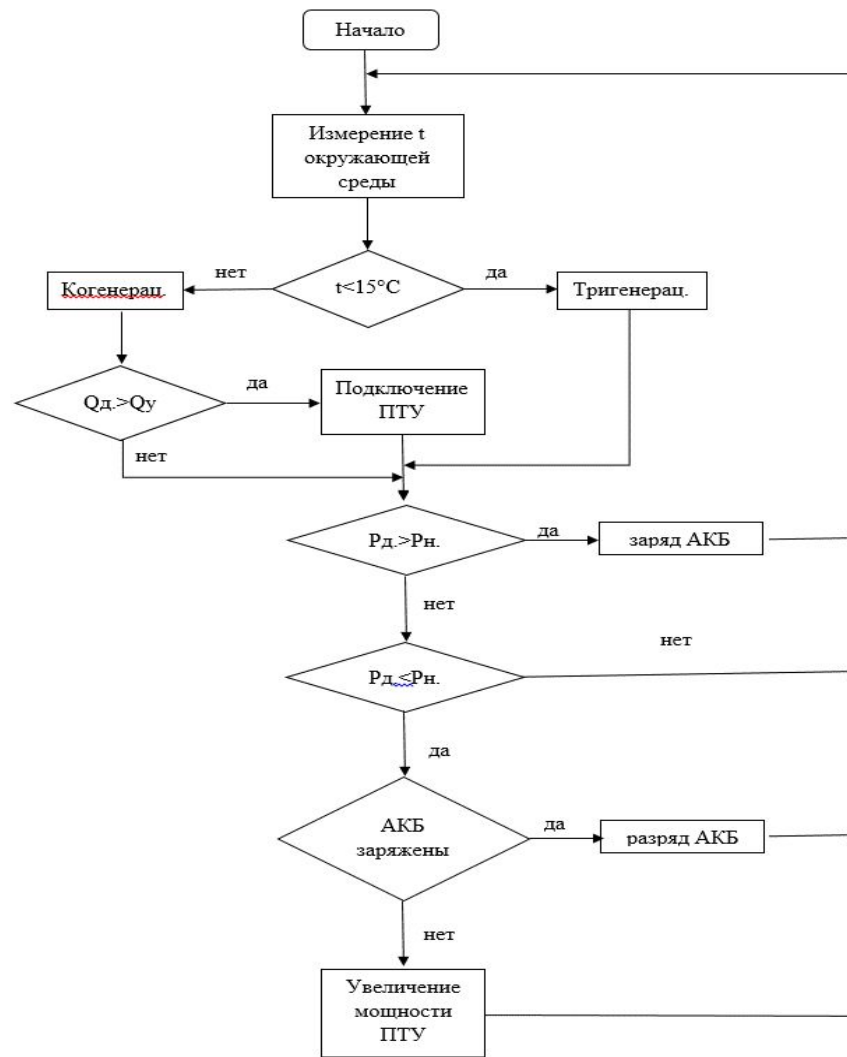 Начало
Измерение t
окружающей
среды
нет
t<15°C
да
Когенерац.
Тригенерац.
Qд.>Qу
да
Подключение
ПТУ
нет
Рд.>Рн.
да
заряд АКБ
нет
Рд.<Рн.
нет
да
АКБ
заряжены
да
разряд АКБ
нет
Увеличение
мощности
ПТУ